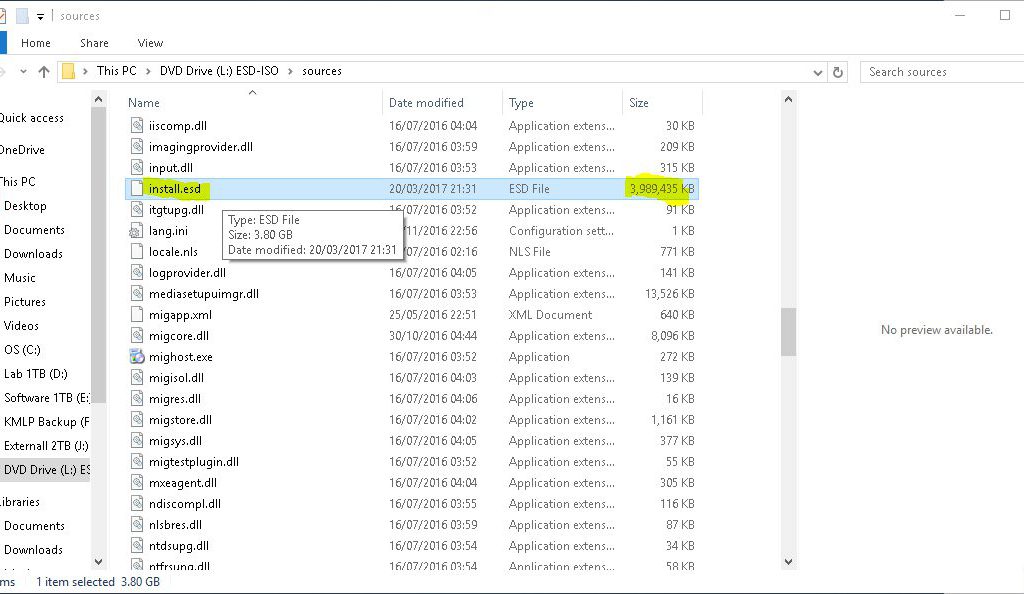 sources
Home Share View
This PC DVD Drive (L:) ESD-ISO sources Search sources
Name Date modified Type Size
iiscomp.dll 16/07/2016 04:04 Application extens... 30 KB
imagingprovider.dll 16/07/2016 03:59 Application extens... 209 KB
input.dll 16/07/2016 03:53 Application extens... 315 KB
install.esd 20/03/2017 21:31 ESD File 3,989,435 KB
itgtupg.dll 16/07/2016 03:52 Application extens... 91 KB
lang.ini /11/2016 22:56 Configuration sett... 1 KB
locale.nls /07/2016 02:16 NLS File 771 KB
logprovider.dll 16/07/2016 04:05 Application extens... 141 KB
mediasetupuimgr.dll 16/07/2016 03:53 Application extens... 13,526 KB
migapp.xml 25/05/2016 22:51 XML Document 640 KB
migcore.dll 30/10/2016 04:44 Application extens... 8,096 KB
mighost.exe 16/07/2016 03:52 Application 272 KB
migisol.dll 16/07/2016 04:03 Application extens... 139 KB
migres.dll 16/07/2016 04:06 Application extens... 16 KB
migstore.dll 16/07/2016 04:02 Application extens... 1,161 KB
migsys.dll 16/07/2016 04:05 Application extens... 377 KB
migtestplugin.dll 16/07/2016 03:52 Application extens... 55 KB
mxeagent.dll 16/07/2016 04:04 Application extens... 305 KB
ndiscompl.dll 16/07/2016 03:55 Application extens... 116 KB
nlsbres.dll 16/07/2016 03:59 Application extens... 87 KB
ntdsupg.dll 16/07/2016 03:54 Application extens... 34 KB
ntfrsupg.dll 16/07/2016 03:54 Application extens... 58 KB
Type: ESD File
Size: 3.80 GB
Date modified: 20/03/2017 21:31
Quick access
OneDrive
This PC
Desktop
Documents
Downloads
Music
Pictures
Videos
OS (C:)
Lab 1TB (D:)
Software 1TB (E:
KMLP Backup (F
Externall 2TB (J:)
DVD Drive (L:) ES
Libraries
Documents
Downloads
No preview available.
ms 1 item selected 3.80 GB